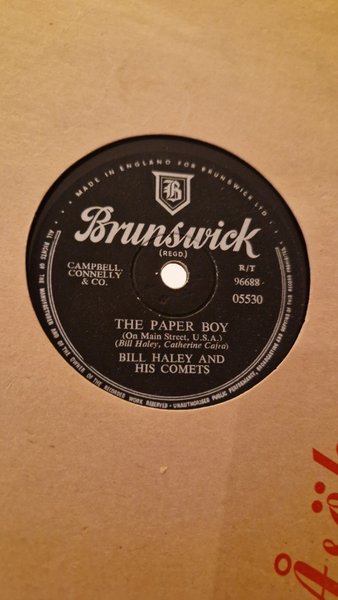 MADE IN ENGLAND FOR BRUNSWICK LTD.
B
Brunswick
(REGD.)
CAMPBELL,
CONNELLY
& CO.
R/T
96688
05530
THE PAPER BOY
(On Main Street, U.S.A.)
(Bill Haley, Catherine Cafra)
BILL HALEY AND
HIS COMETS
ALL RIGHTS OF THE MANUFACTURER AND OF THE OWNER OF THE RECORDED WORK RESERVED · UNAUTHORISED PUBLIC PERFORMANCE, BROADCASTING AND COPYING OF THIS RECORD PROHIBITED